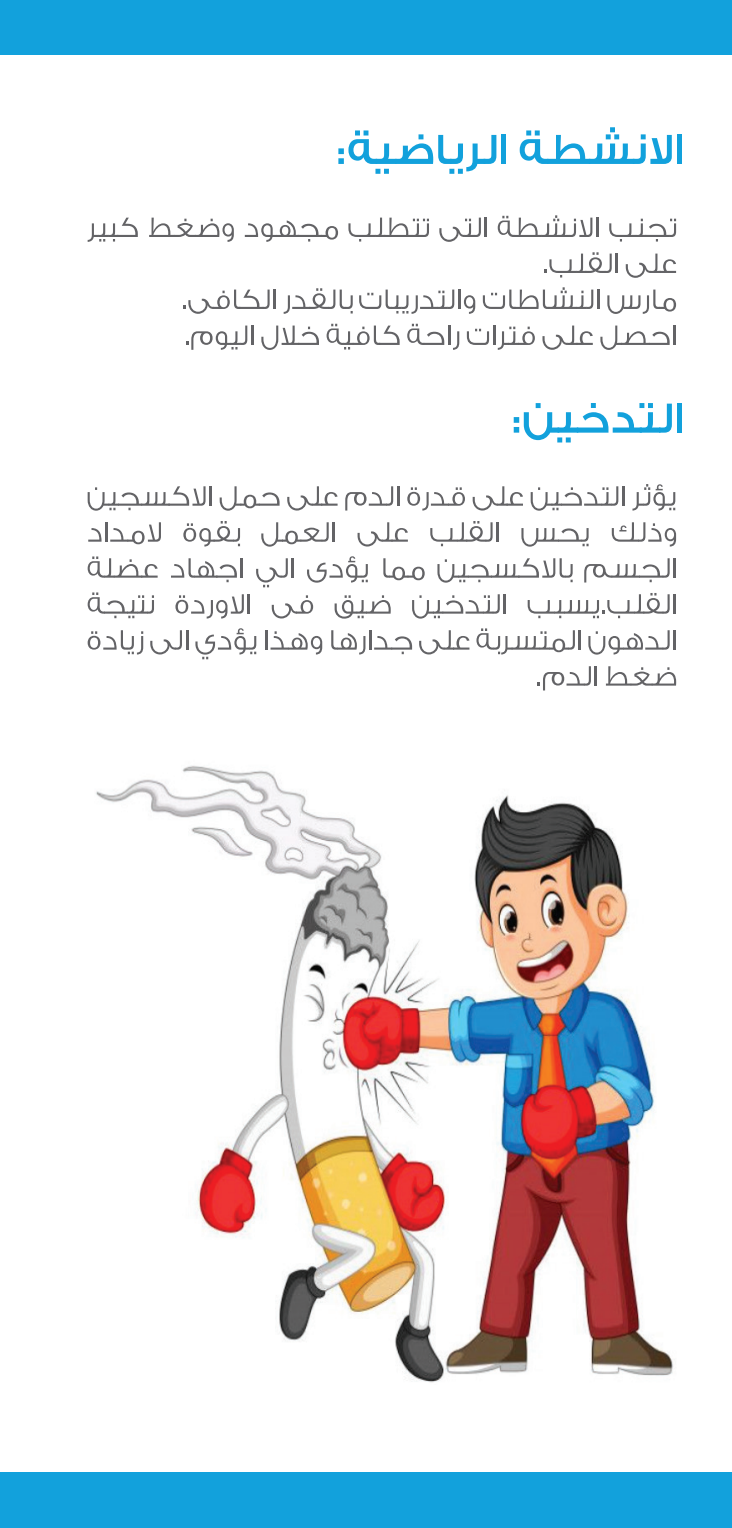 الانشطة الرياضية:
تجنب الانشطة التى تتطلب مجهود وضغط كبير
على القلب.
مارس النشاطات والتدريبات بالقدر الكافى.
احصل على فترات راحة كافية خلال اليوم.
التدخين:
يؤثر التدخين على قدرة الدم على حمل الاكسجين
وذلك يحس القلب على العمل بقوة لامداد
الجسم بالاكسجين مما يؤدى الي اجهاد عضلة
القلب.يسبب التدخين ضيق فى الاوردة نتيجة
الدهون المتسربة على جدارها وهذا يؤدي الى زيادة
ضغط الدم.